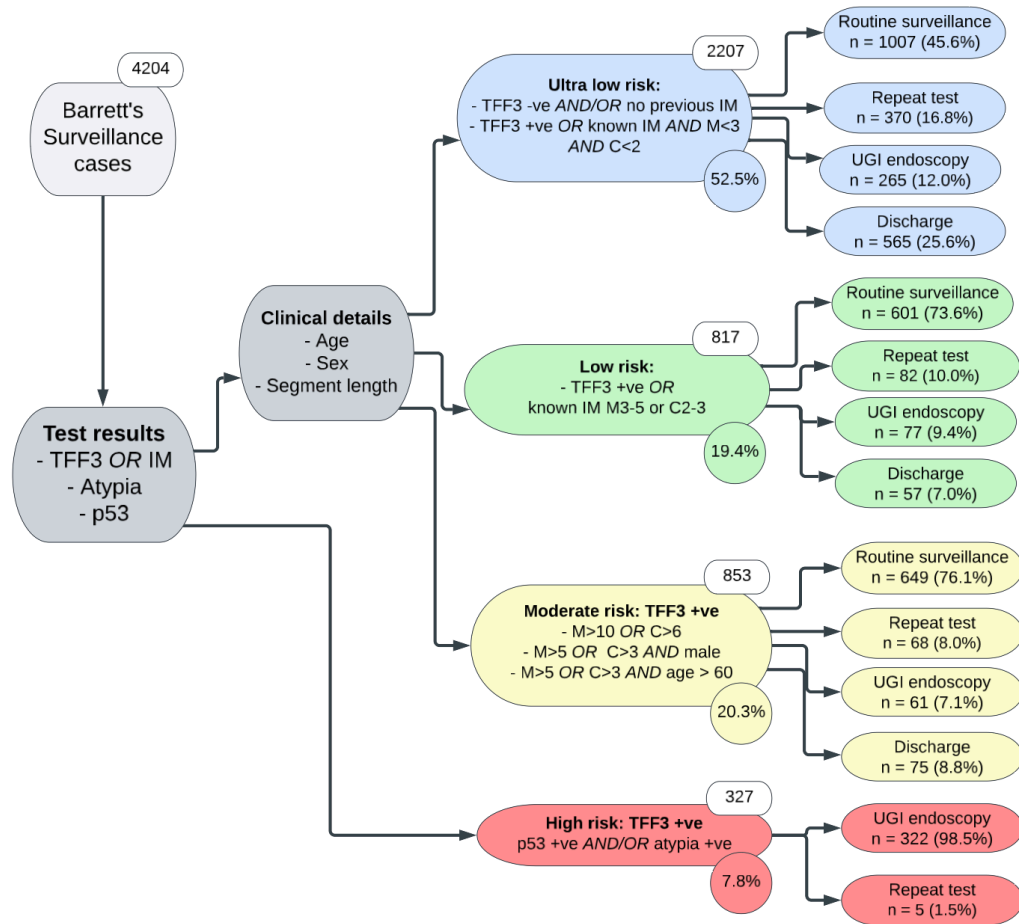 4204
Barrett's
Surveillance
cases
Test results
- TFF3 OR IM
- Atypia
- p53
Clinical details
- Age
- Sex
- Segment length
2207
Ultra low risk:
- TFF3 -ve AND/OR no previous IM
- TFF3 +ve OR known IM AND M<3
AND C<2
52.5%
Routine surveillance
n = 1007 (45.6%)
Repeat test
n = 370 (16.8%)
UGI endoscopy
n = 265 (12.0%)
Discharge
n = 565 (25.6%)
817
Low risk:
- TFF3 +ve OR
known IM M3-5 or C2-3
19.4%
Routine surveillance
n = 601 (73.6%)
Repeat test
n = 82 (10.0%)
UGI endoscopy
n = 77 (9.4%)
Discharge
n = 57 (7.0%)
853
Moderate risk: TFF3 +ve
- M>10 OR C>6
- M>5 OR C>3 AND male
- M>5 OR C>3 AND age > 60
20.3%
Routine surveillance
n = 649 (76.1%)
Repeat test
n = 68 (8.0%)
UGI endoscopy
n = 61 (7.1%)
Discharge
n = 75 (8.8%)
327
High risk: TFF3 +ve
p53 +ve AND/OR atypia +ve
7.8%
UGI endoscopy
n = 322 (98.5%)
Repeat test
n = 5 (1.5%)